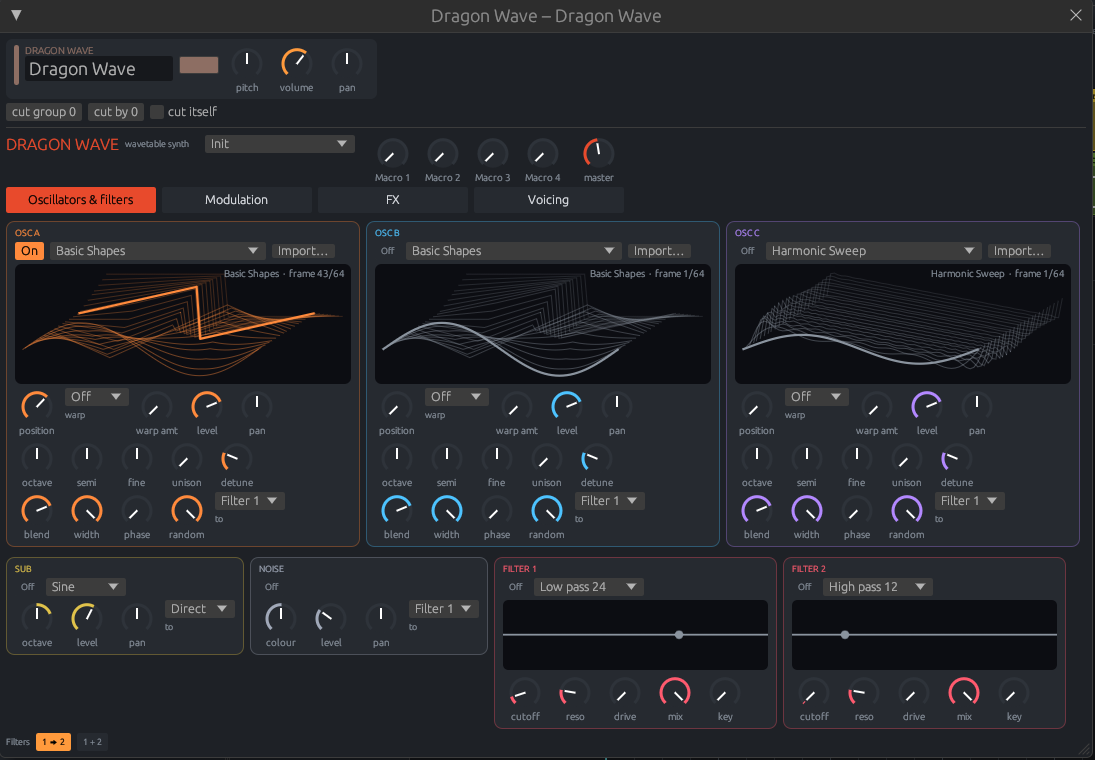 Dragon Wave – Dragon Wave
DRAGON WAVE
Dragon Wave
pitch volume pan
cut group 0 cut by 0 cut itself
DRAGON WAVE wavetable synth Init
Macro 1 Macro 2 Macro 3 Macro 4 master
Oscillators & filters Modulation FX Voicing
OSC A
On Basic Shapes Import...
Basic Shapes · frame 43/64
Off
warp
position warp amt level pan
octave semi fine unison detune
Filter 1
to
blend width phase random
OSC B
Off Basic Shapes Import...
Basic Shapes · frame 1/64
Off
warp
position warp amt level pan
octave semi fine unison detune
Filter 1
to
blend width phase random
OSC C
Off Harmonic Sweep Import...
Harmonic Sweep · frame 1/64
Off
warp
position warp amt level pan
octave semi fine unison detune
Filter 1
to
blend width phase random
SUB
Off Sine
Direct
to
octave level pan
NOISE
Off
Filter 1
to
colour level pan
FILTER 1
Off Low pass 24
cutoff reso drive mix key
FILTER 2
Off High pass 12
cutoff reso drive mix key
Filters 1 ➔ 2 1 + 2